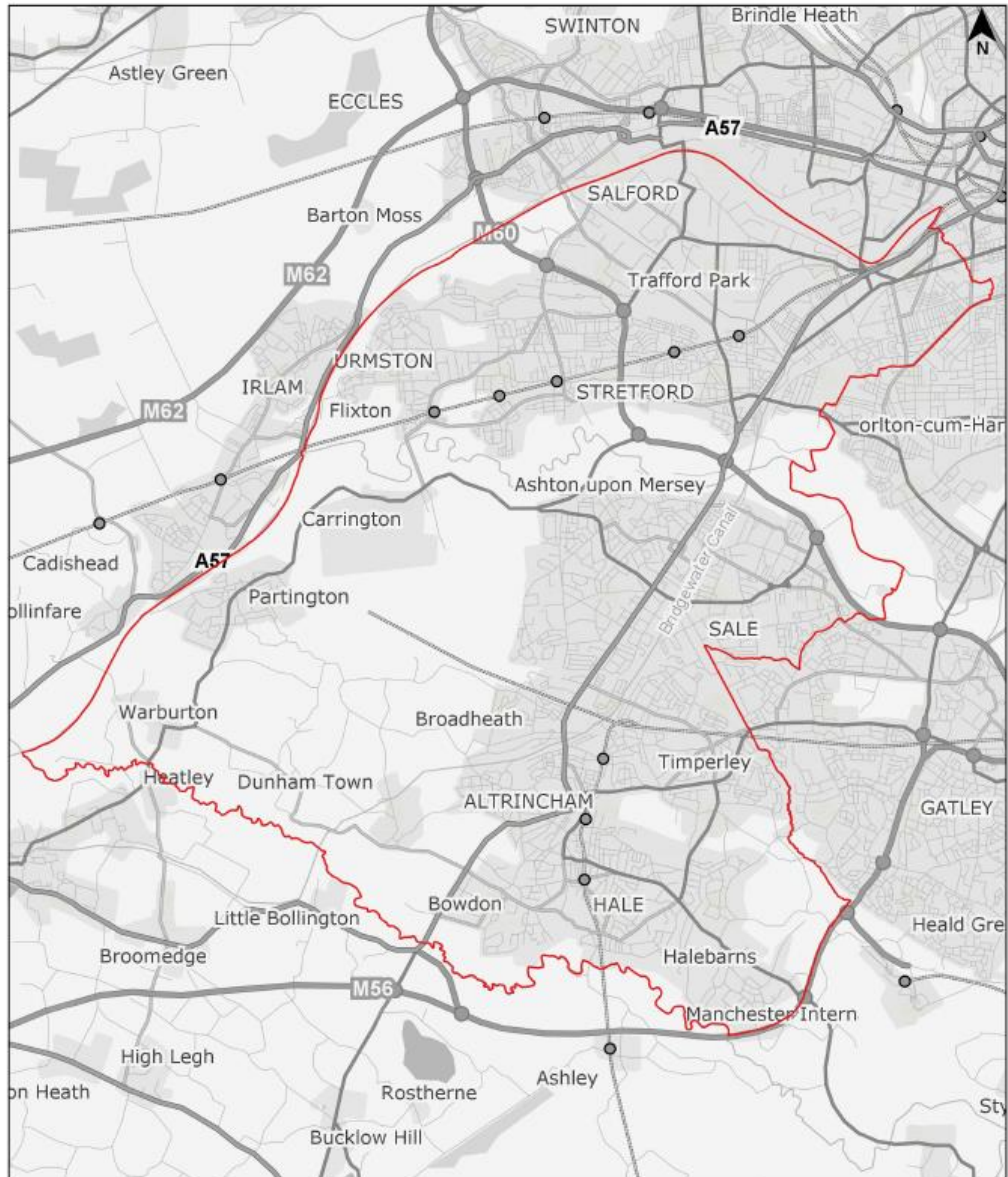 Brindle Heath
SWINTON
N
Astley Green
ECCLES
A57
SALFORD
Barton Moss
M60
M62
Trafford Park
URMSTON
IRLAM
STRETFORD
M62
Flixton
orlton-cum-Har
Ashton upon Mersey
Carrington
Bridgewater Canal
A57
Cadishead
Partington
ollinfare
SALE
Warburton
Broadheath
Timperley
Heatley
Dunham Town
ALTRINCHAM
GATLEY
Bowdon
HALE
Little Bollington
Heald Gre
Broomedge
Halebarns
M56
Manchester Intern
High Legh
Ashley
on Heath
Rostherne
Sty
Bucklow Hill